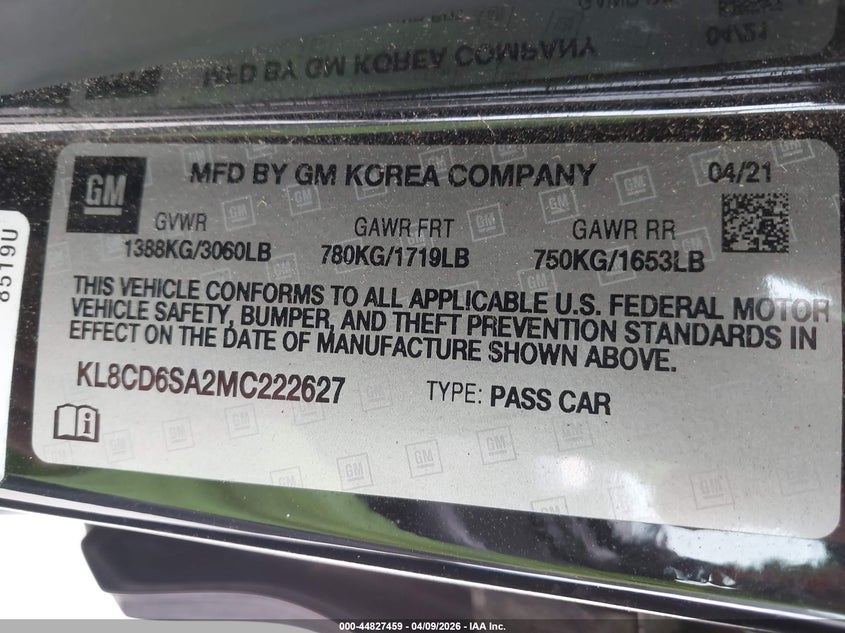 MFD BY GM KOREA COMPANY
04/21
GM
MFD BY GM KOREA COMPANY
04/21
GVWR
GAWR FRT
GAWR RR
1388KG/3060LB
780KG/1719LB
750KG/1653LB
THIS VEHICLE CONFORMS TO ALL APPLICABLE U.S. FEDERAL MOTOR
VEHICLE SAFETY, BUMPER, AND THEFT PREVENTION STANDARDS IN
EFFECT ON THE DATE OF MANUFACTURE SHOWN ABOVE.
KL8CD6SA2MC222627
TYPE: PASS CAR
8519U
000-44827459 - 04/09/2026 - IAA Inc.